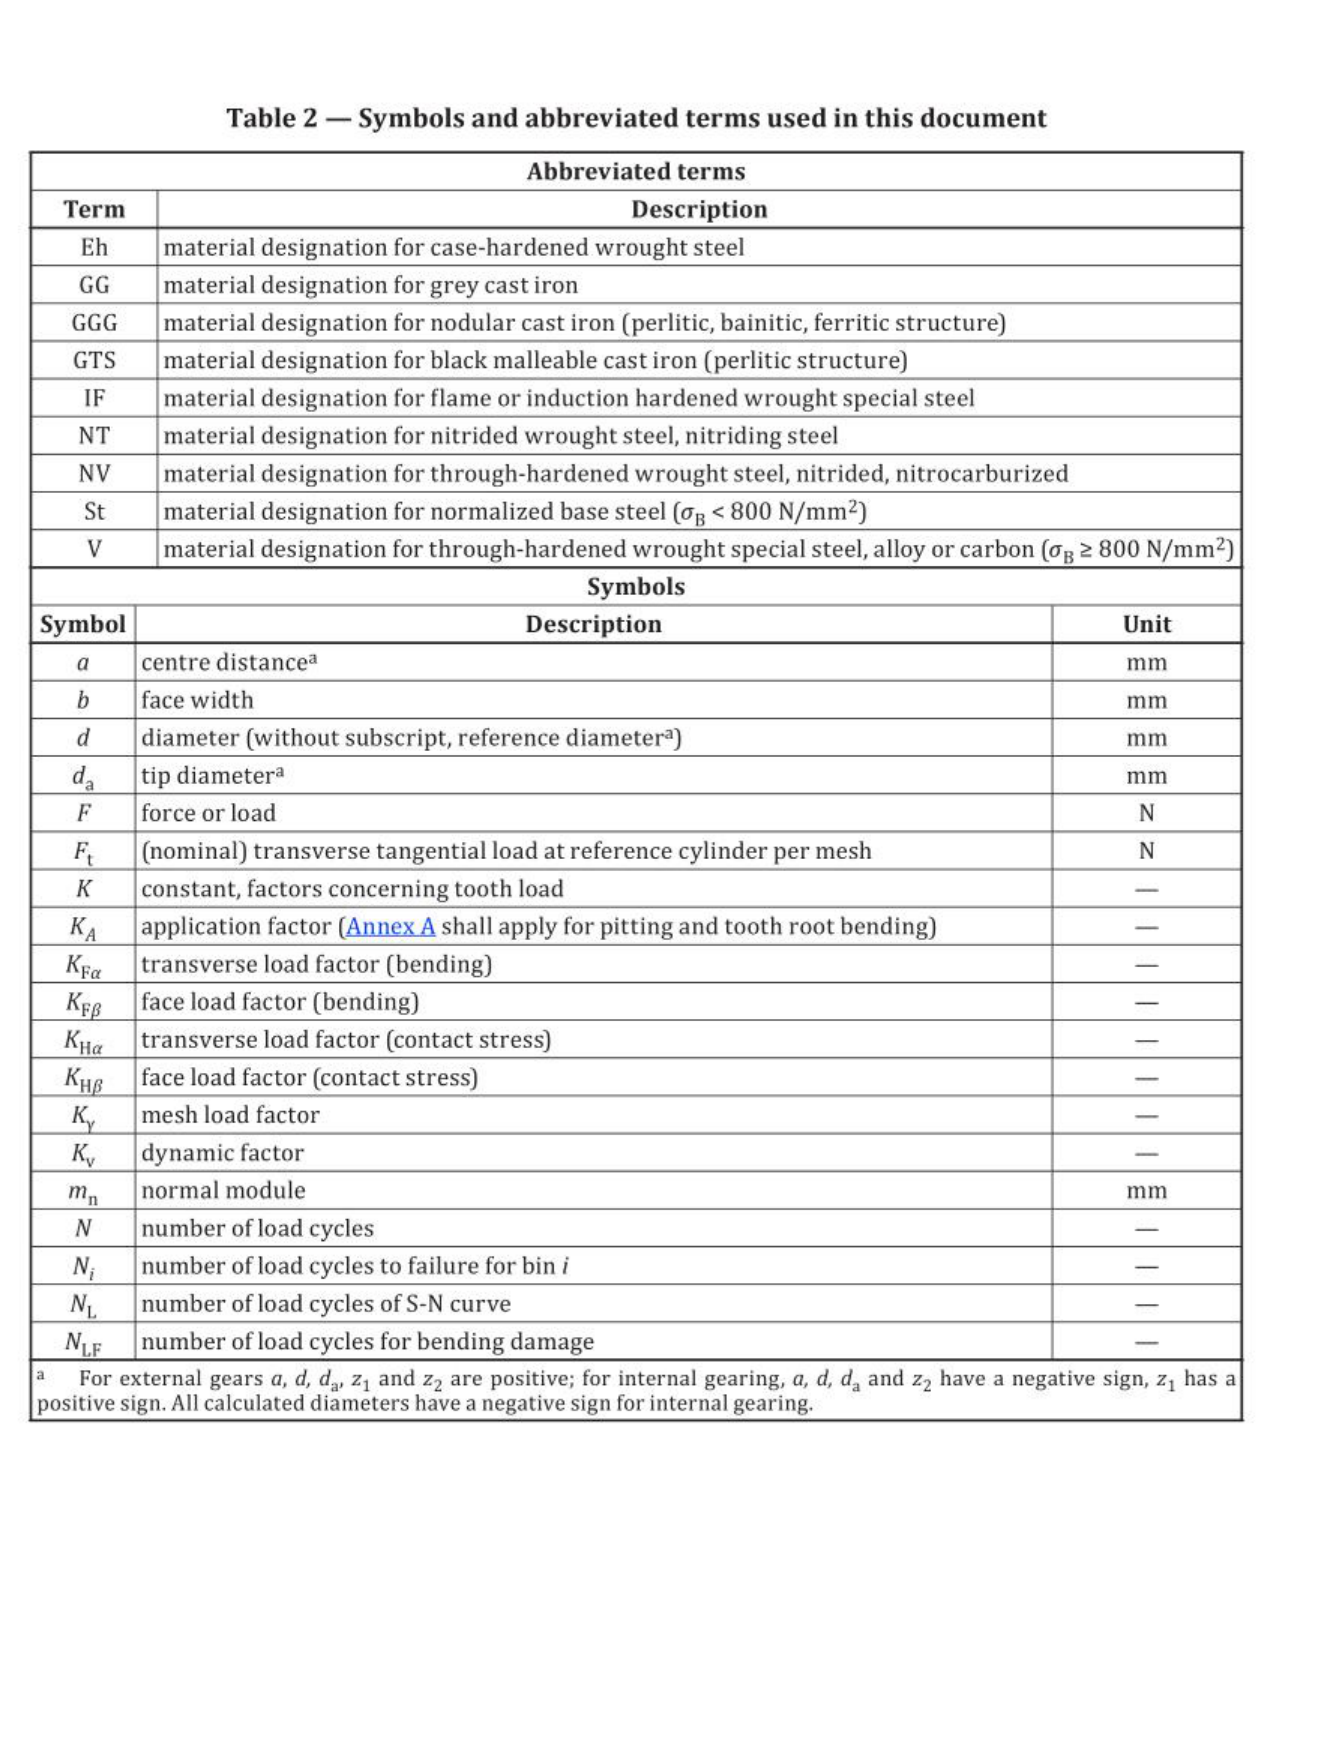 Table 2 — Symbols and abbreviated terms used in this document
Abbreviated terms
Term Description
Eh material designation for case-hardened wrought steel
GG material designation for grey cast iron
GGG material designation for nodular cast iron (perlitic, bainitic, ferritic structure)
GTS material designation for black malleable cast iron (perlitic structure)
IF material designation for flame or induction hardened wrought special steel
NT material designation for nitrided wrought steel, nitriding steel
NV material designation for through-hardened wrought steel, nitrided, nitrocarburized
St material designation for normalized base steel (σB < 800 N/mm²)
V material designation for through-hardened wrought special steel, alloy or carbon (σB ≥ 800 N/mm²)
Symbols
Symbol Description Unit
a centre distanceᵃ mm
b face width mm
d diameter (without subscript, reference diameterᵃ) mm
da tip diameterᵃ mm
F force or load N
Ft (nominal) transverse tangential load at reference cylinder per mesh N
K constant, factors concerning tooth load —
KA application factor (Annex A shall apply for pitting and tooth root bending) —
KFα transverse load factor (bending) —
KFβ face load factor (bending) —
KHα transverse load factor (contact stress) —
KHβ face load factor (contact stress) —
Kγ mesh load factor —
Kv dynamic factor —
mn normal module mm
N number of load cycles —
Ni number of load cycles to failure for bin i —
NL number of load cycles of S-N curve —
NLF number of load cycles for bending damage —
a For external gears a, d, da, z1 and z2 are positive; for internal gearing, a, d, da and z2 have a negative sign, z1 has a
positive sign. All calculated diameters have a negative sign for internal gearing.